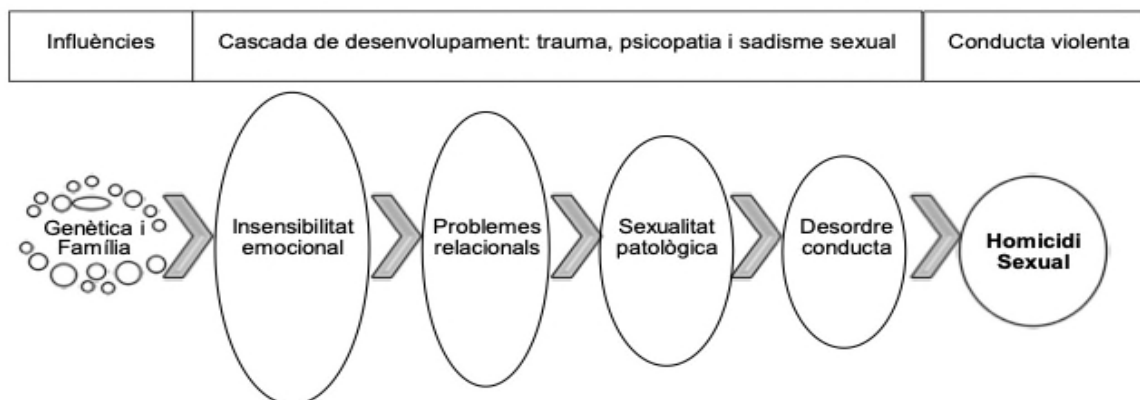 Influències
Cascada de desenvolupament: trauma, psicopatia i sadisme sexual
Conducta violenta
Genètica i
Família
Insensibilitat
emocional
Problemes
relacionals
Sexualitat
patològica
Desordre
conducta
Homicidi
Sexual